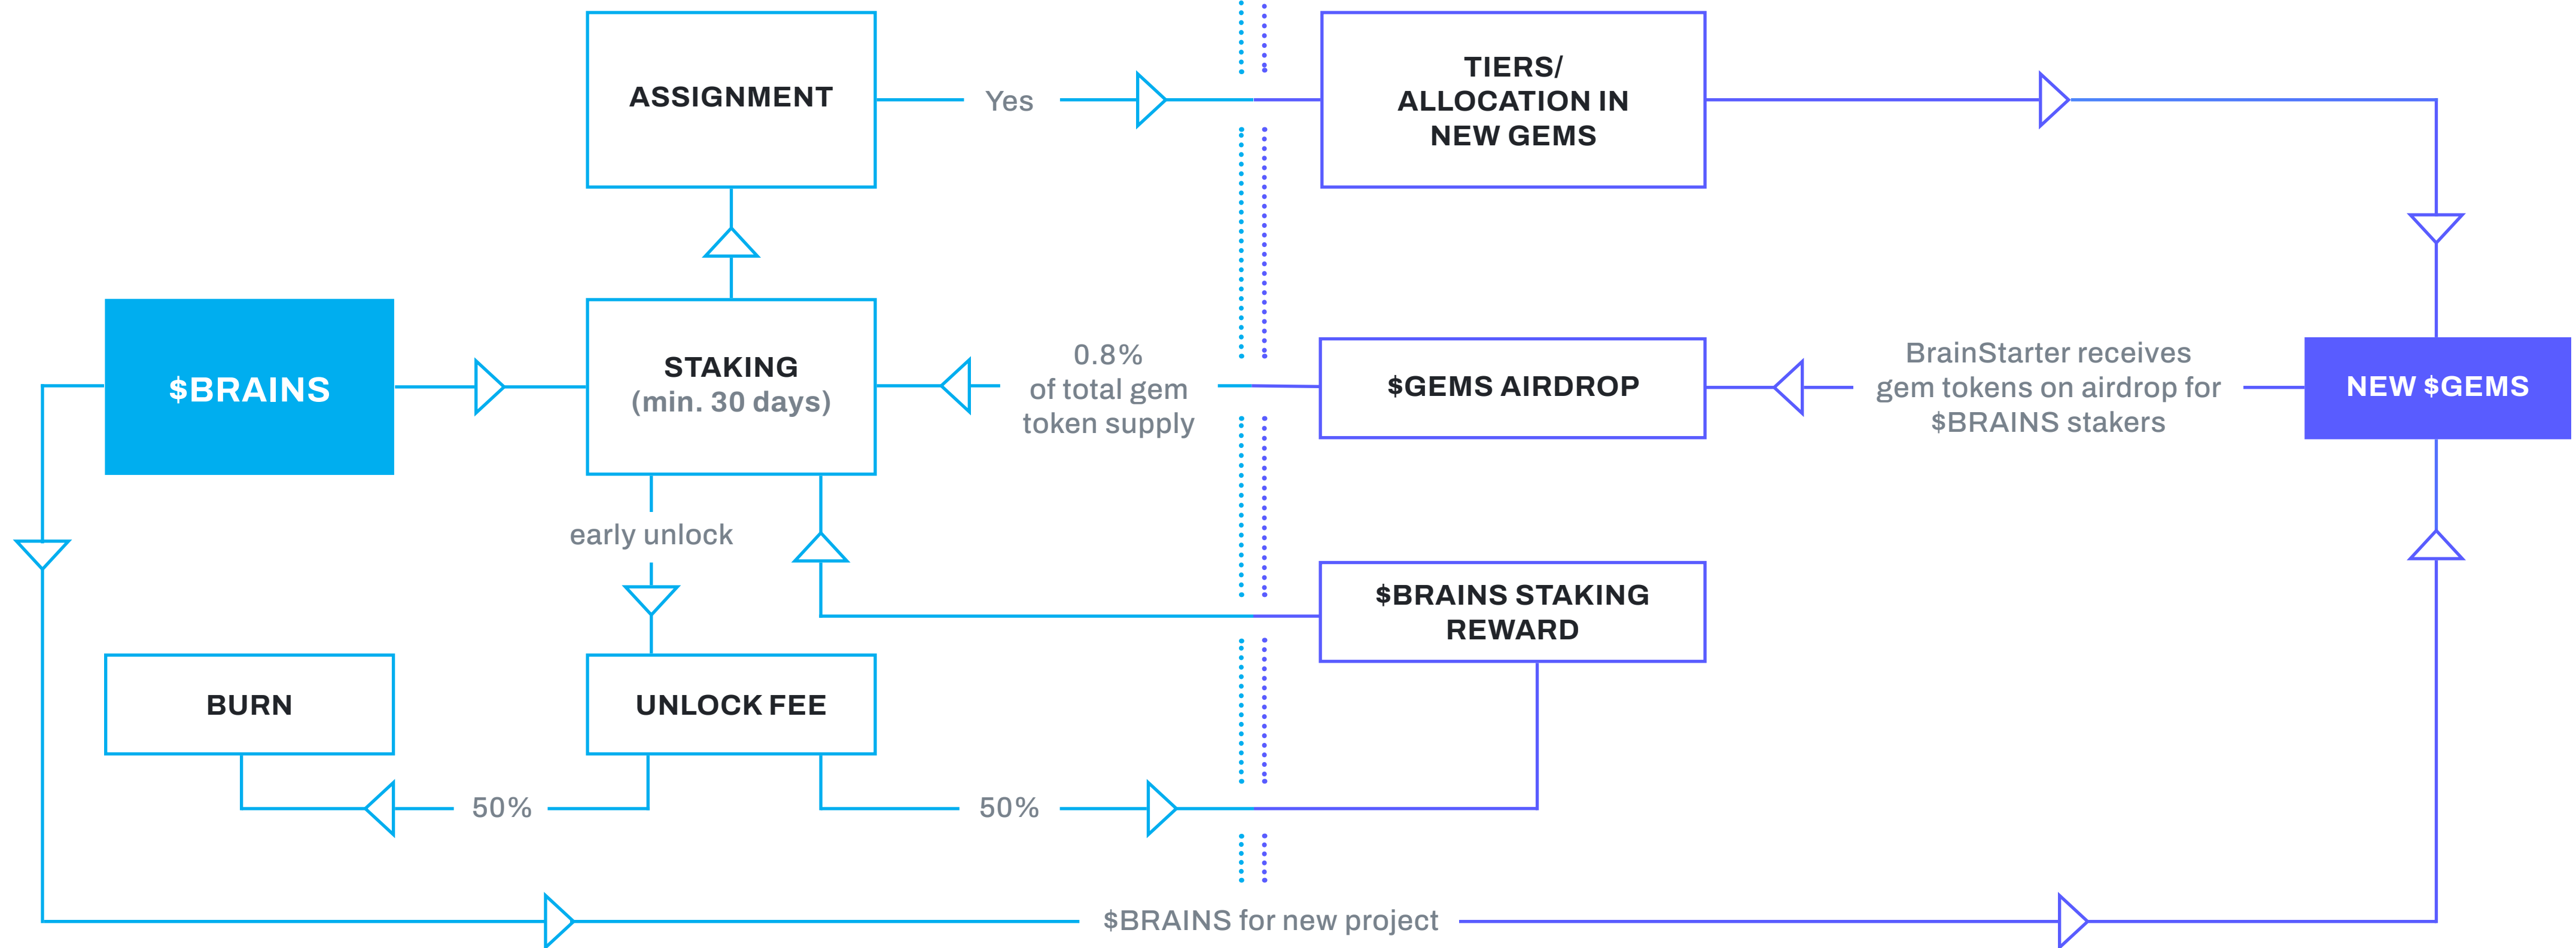 ASSIGNMENT
Yes
TIERS/
ALLOCATION IN
NEW GEMS
$BRAINS
STAKING
(min. 30 days)
0.8%
of total gem
token supply
$GEMS AIRDROP
BrainStarter receives
gem tokens on airdrop for
$BRAINS stakers
NEW $GEMS
early unlock
$BRAINS STAKING
REWARD
BURN
UNLOCK FEE
50%
50%
$BRAINS for new project